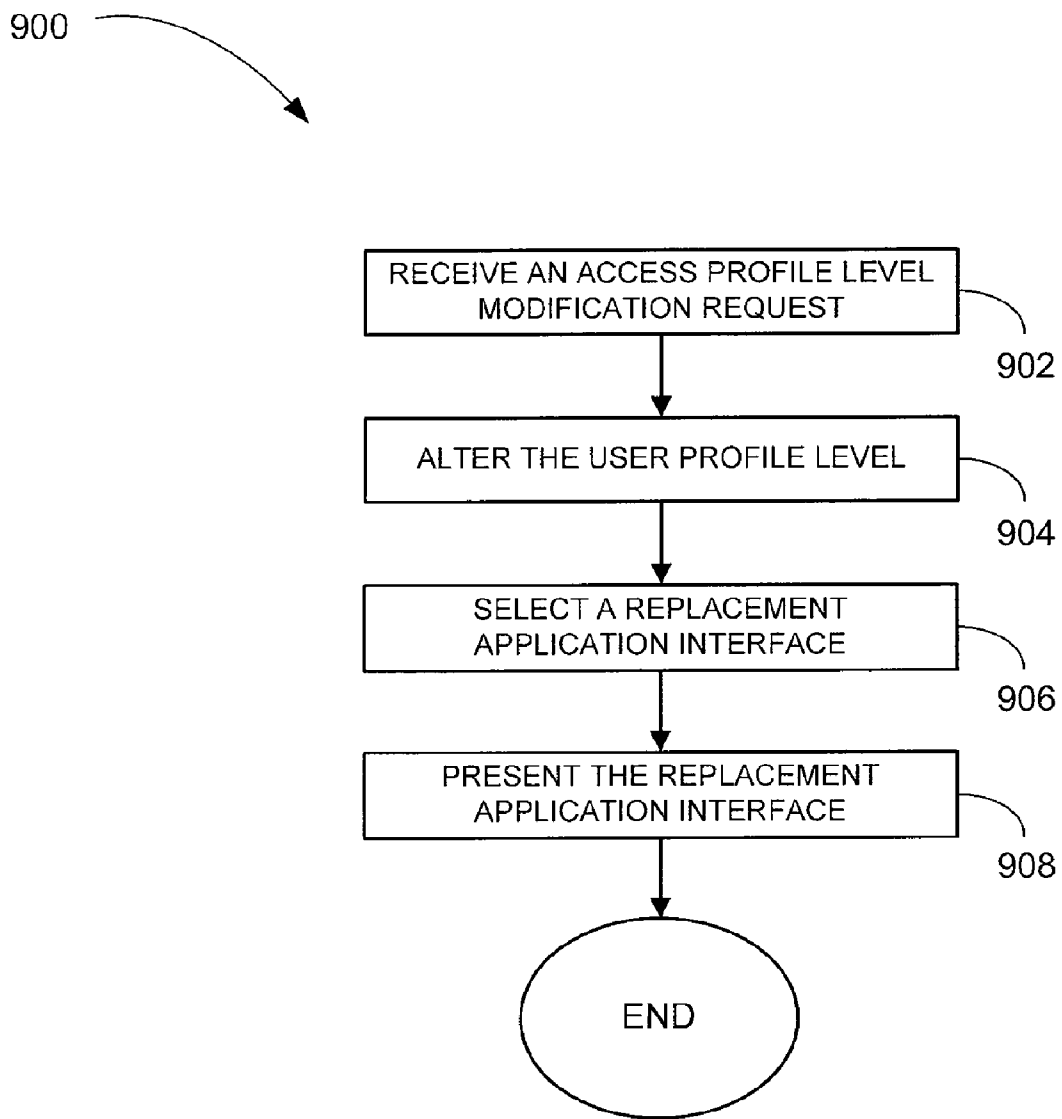 900
RECEIVE AN ACCESS PROFILE LEVEL
MODIFICATION REQUEST
902
ALTER THE USER PROFILE LEVEL
904
SELECT A REPLACEMENT
APPLICATION INTERFACE
906
PRESENT THE REPLACEMENT
APPLICATION INTERFACE
908
END